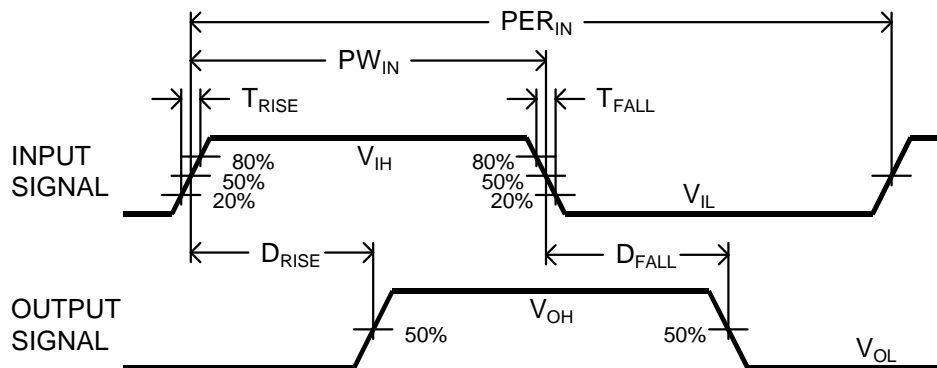 PER_IN
PW_IN
T_RISE
T_FALL
INPUT
SIGNAL
80%
50%
20%
V_IH
80%
50%
20%
V_IL
D_RISE
D_FALL
OUTPUT
SIGNAL
50%
V_OH
50%
V_OL